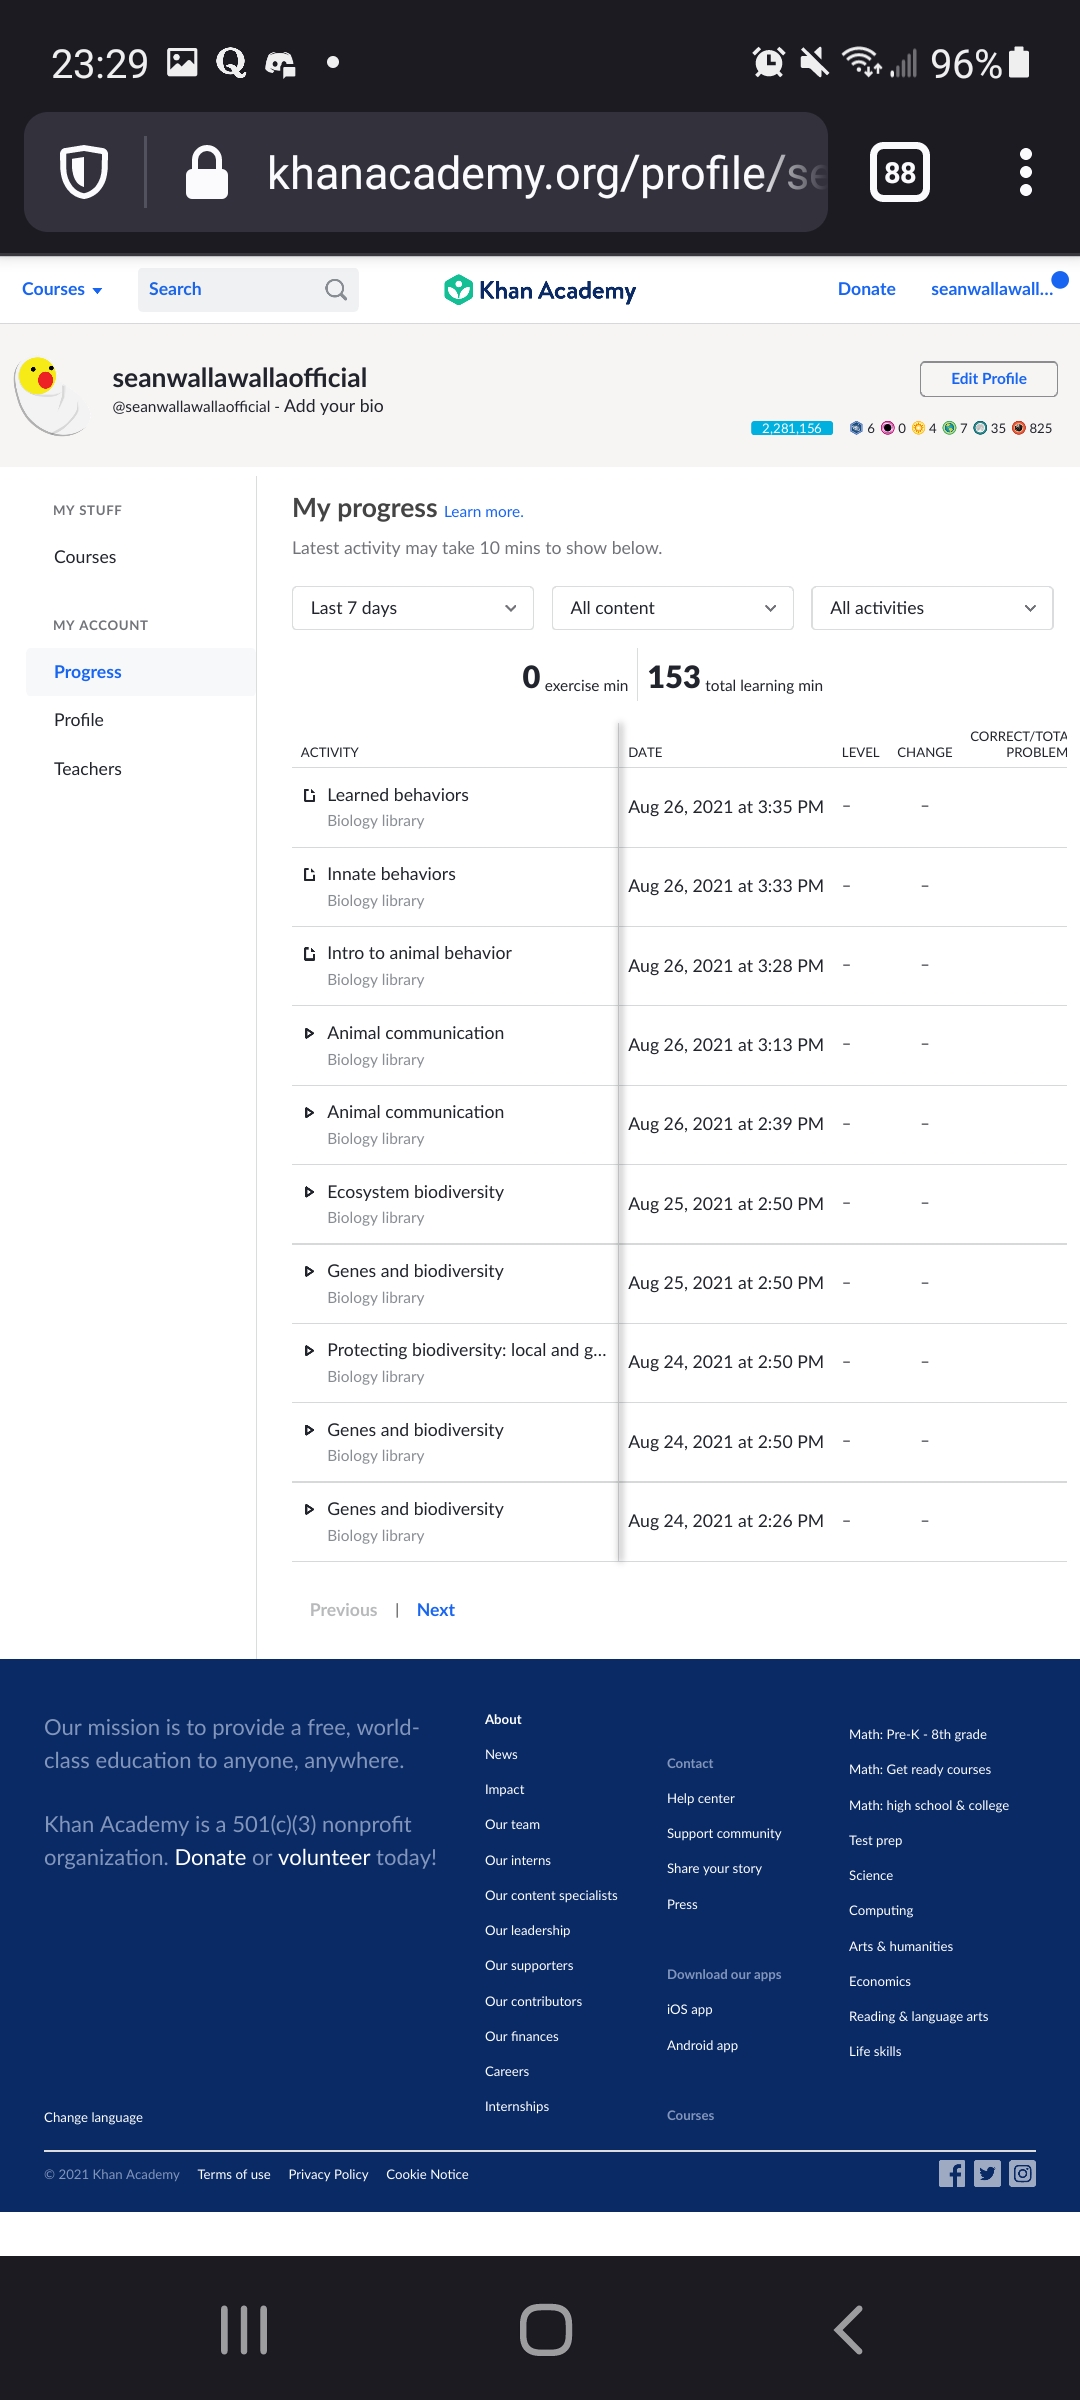 23:29
96%
khanacademy.org/profile/se
88
Courses
Search
Khan Academy
Donate
seanwallawall...
seanwallawallaofficial
@seanwallawallaofficial - Add your bio
Edit Profile
2,281,156 6 0 4 7 35 825
MY STUFF
Courses
MY ACCOUNT
Progress
Profile
Teachers
My progress Learn more.
Latest activity may take 10 mins to show below.
Last 7 days
All content
All activities
0 exercise min
153 total learning min
ACTIVITY DATE LEVEL CHANGE CORRECT/TOTA
PROBLEM
Learned behaviors
Biology library
Aug 26, 2021 at 3:35 PM – –
Innate behaviors
Biology library
Aug 26, 2021 at 3:33 PM – –
Intro to animal behavior
Biology library
Aug 26, 2021 at 3:28 PM – –
Animal communication
Biology library
Aug 26, 2021 at 3:13 PM – –
Animal communication
Biology library
Aug 26, 2021 at 2:39 PM – –
Ecosystem biodiversity
Biology library
Aug 25, 2021 at 2:50 PM – –
Genes and biodiversity
Biology library
Aug 25, 2021 at 2:50 PM – –
Protecting biodiversity: local and g...
Biology library
Aug 24, 2021 at 2:50 PM – –
Genes and biodiversity
Biology library
Aug 24, 2021 at 2:50 PM – –
Genes and biodiversity
Biology library
Aug 24, 2021 at 2:26 PM – –
Previous | Next
Our mission is to provide a free, world-
class education to anyone, anywhere.
Khan Academy is a 501(c)(3) nonprofit
organization. Donate or volunteer today!
Change language
About
News
Impact
Our team
Our interns
Our content specialists
Our leadership
Our supporters
Our contributors
Our finances
Careers
Internships
Contact
Help center
Support community
Share your story
Press
Download our apps
iOS app
Android app
Courses
Math: Pre-K - 8th grade
Math: Get ready courses
Math: high school & college
Test prep
Science
Computing
Arts & humanities
Economics
Reading & language arts
Life skills
© 2021 Khan Academy Terms of use Privacy Policy Cookie Notice